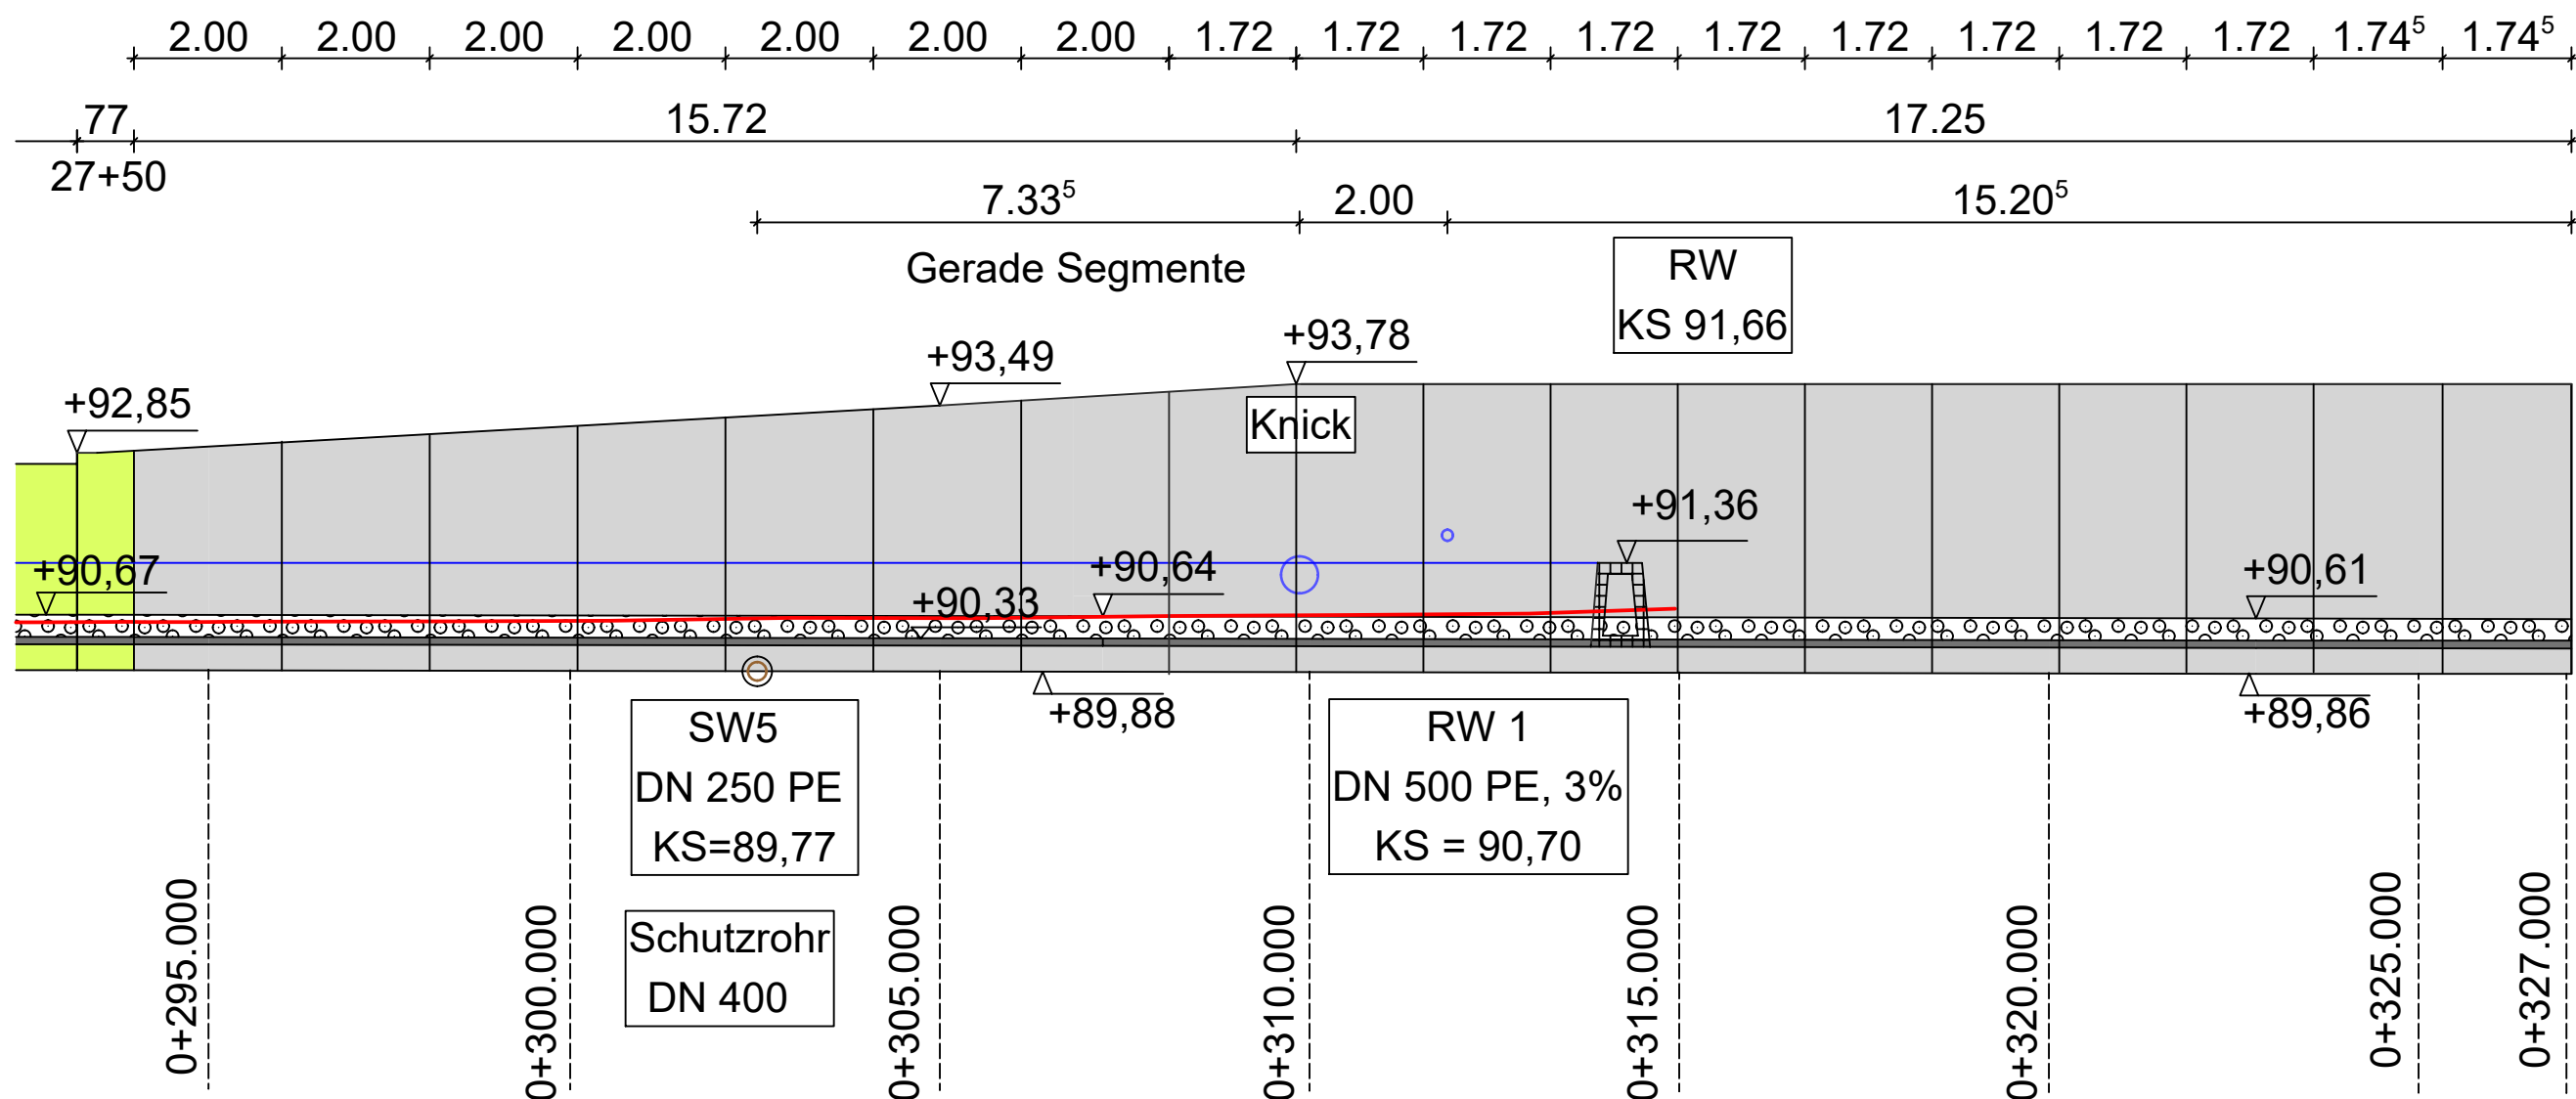 2.00 2.00 2.00 2.00 2.00 2.00 2.00 1.72 1.72 1.72 1.72 1.72 1.72 1.72 1.72 1.72 1.74⁵ 1.74⁵
77 15.72 17.25
27+50
7.33⁵ 2.00 15.20⁵
Gerade Segmente
RW
KS 91,66
+92,85
+93,49
+93,78
Knick
+91,36
+90,67
+90,33
+90,64
+90,61
+89,88
+89,86
SW5
DN 250 PE
KS=89,77
Schutzrohr
DN 400
RW 1
DN 500 PE, 3%
KS = 90,70
0+295.000
0+300.000
0+305.000
0+310.000
0+315.000
0+320.000
0+325.000
0+327.000